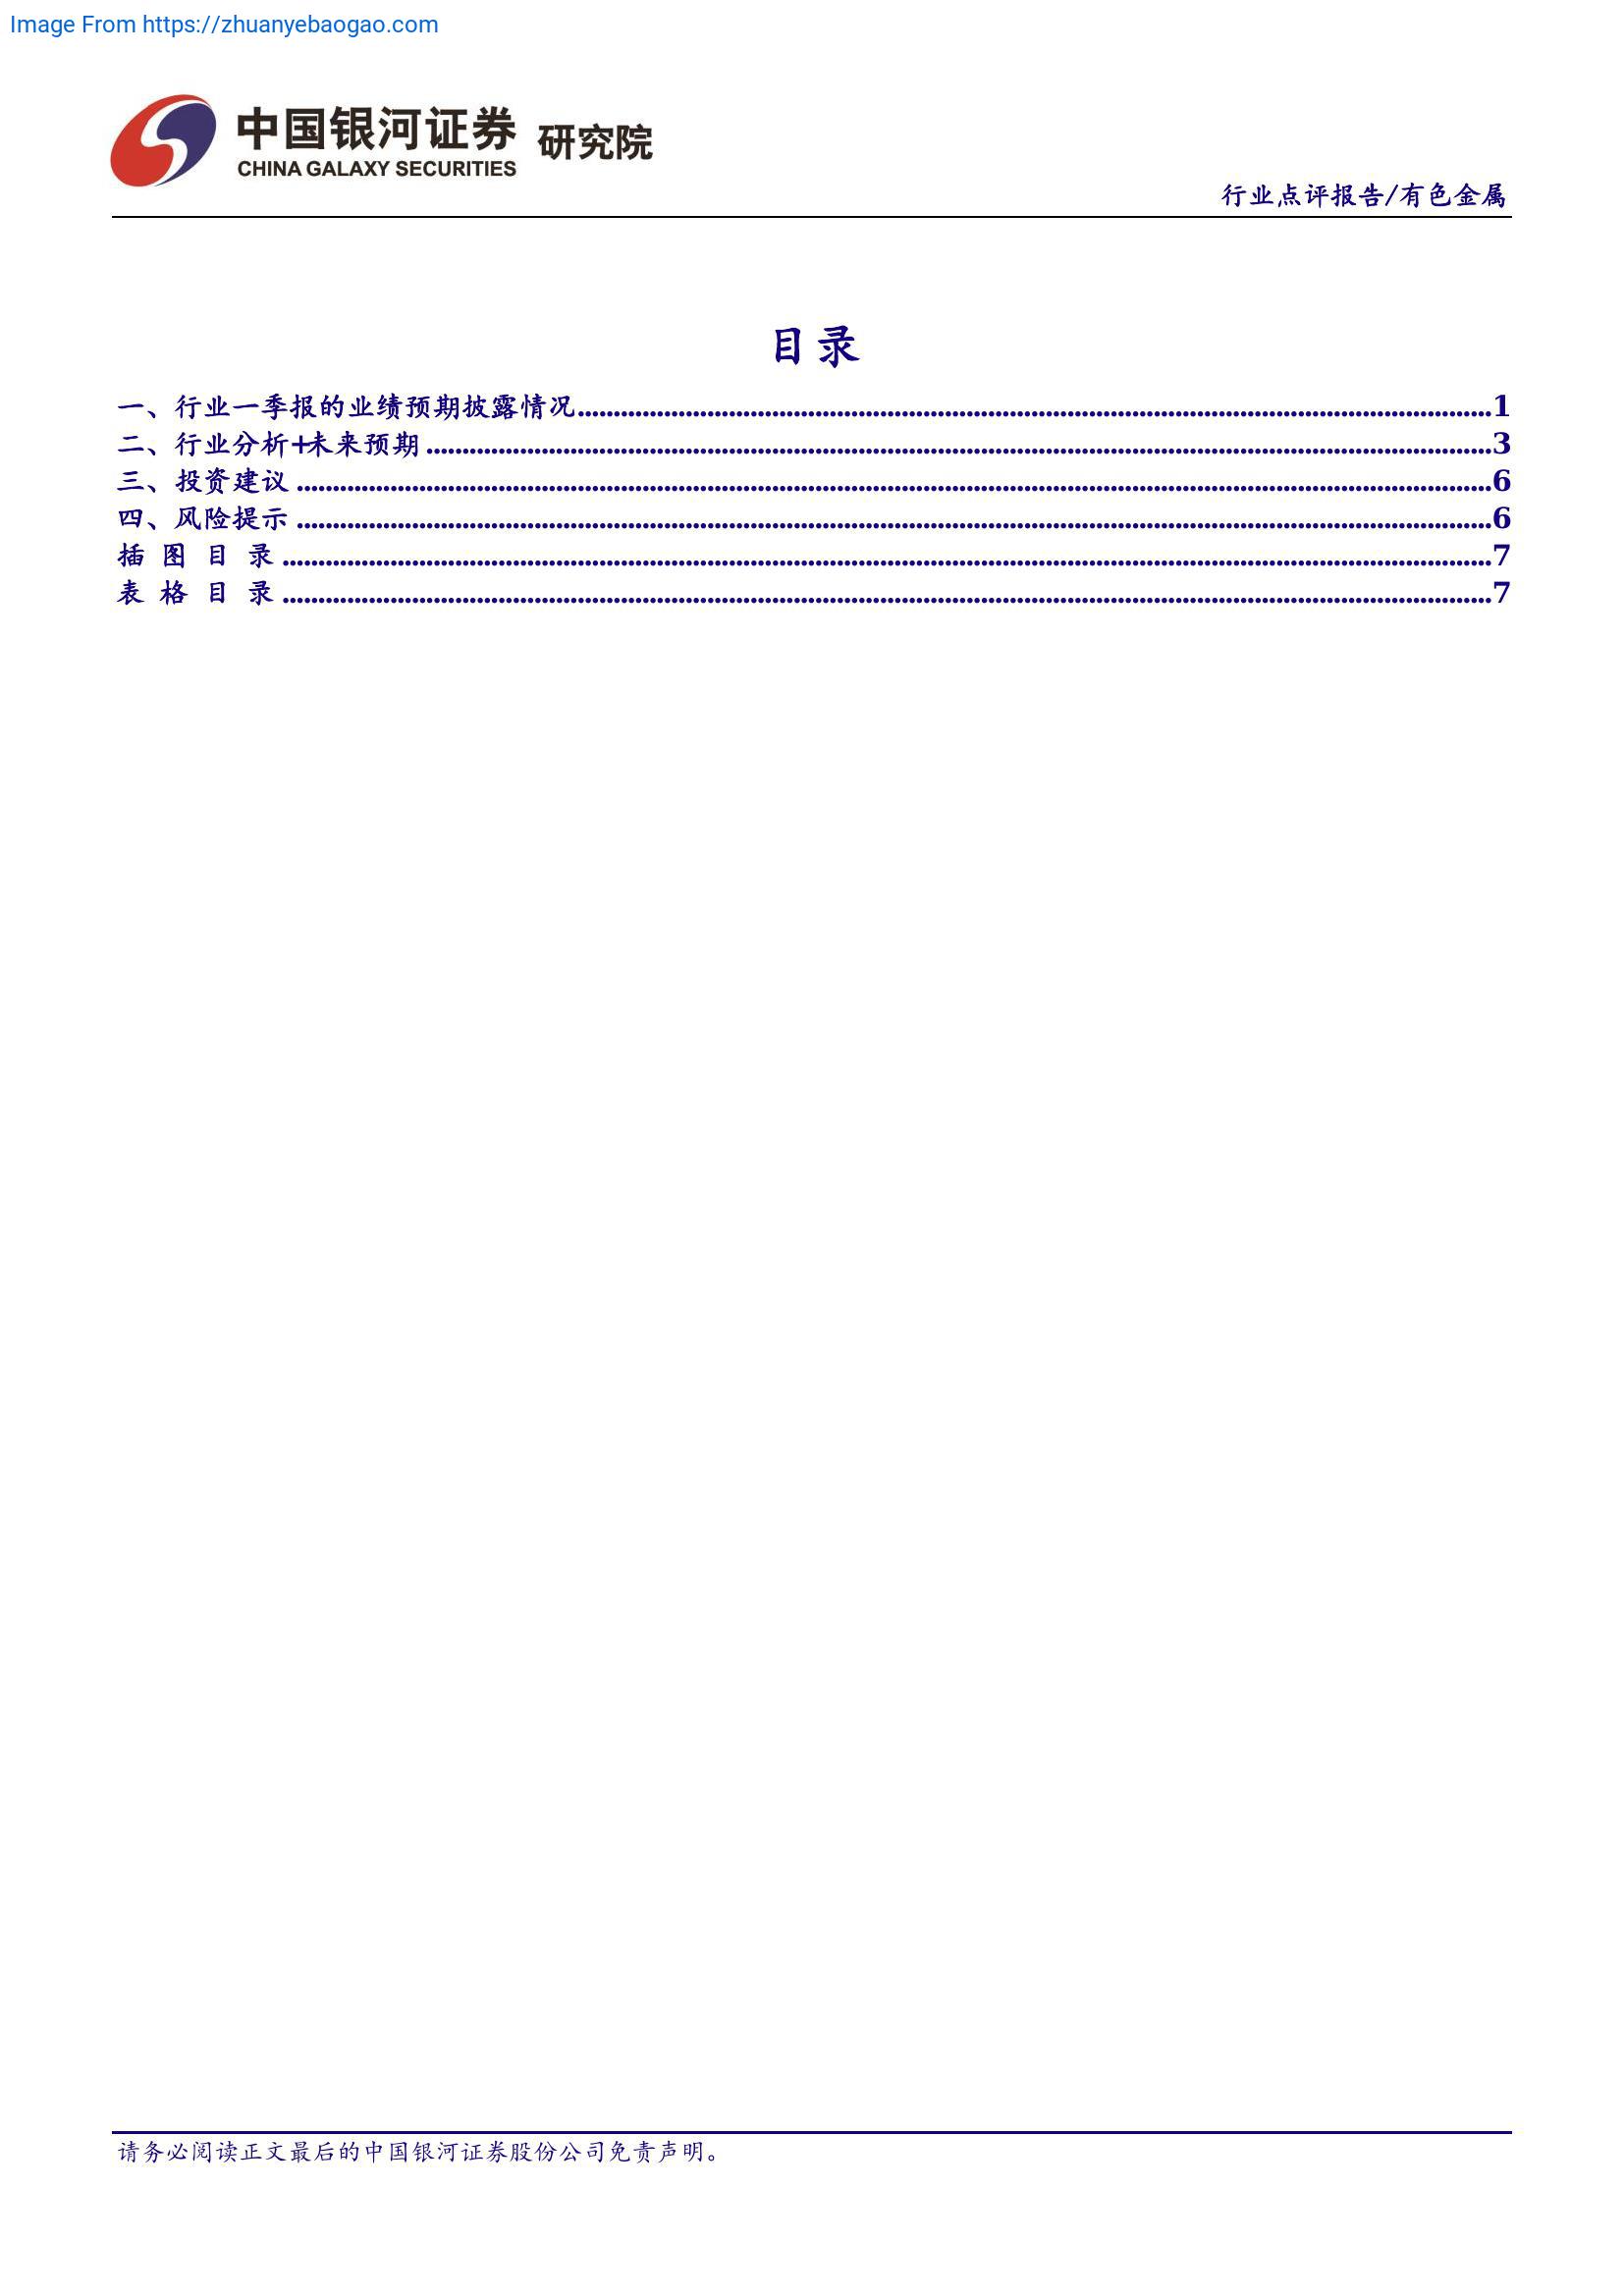 Image From https://zhuanyebaogao.com
中国银河证券 研究院
CHINA GALAXY SECURITIES
行业点评报告/有色金属
目录
一、行业一季报的业绩预期披露情况........................1
二、行业分析+未来预期........................3
三、投资建议........................6
四、风险提示........................6
插 图 目 录........................7
表 格 目 录........................7
请务必阅读正文最后的中国银河证券股份公司免责声明。